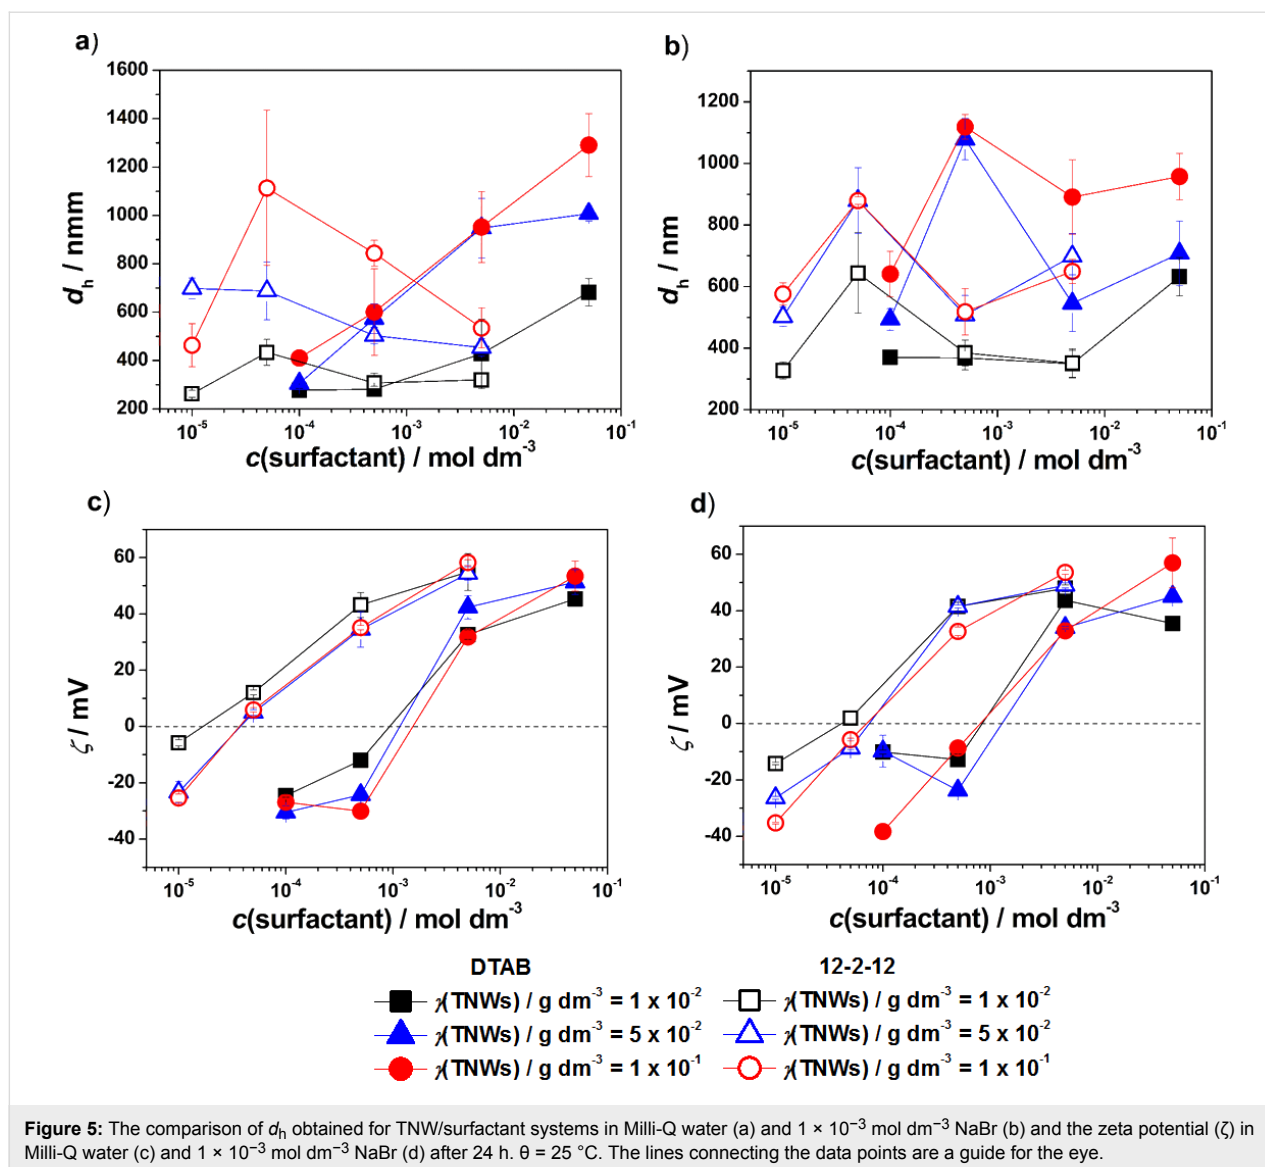 a)
1600
1400
1200
1000
800
600
400
200
d_h / nmm
10⁻⁵ 10⁻⁴ 10⁻³ 10⁻² 10⁻¹
c(surfactant) / mol dm⁻³
b)
1200
1000
800
600
400
200
d_h / nm
10⁻⁵ 10⁻⁴ 10⁻³ 10⁻² 10⁻¹
c(surfactant) / mol dm⁻³
c)
60
40
20
0
-20
-40
ζ / mV
10⁻⁵ 10⁻⁴ 10⁻³ 10⁻² 10⁻¹
c(surfactant) / mol dm⁻³
d)
60
40
20
0
-20
-40
ζ / mV
10⁻⁵ 10⁻⁴ 10⁻³ 10⁻² 10⁻¹
c(surfactant) / mol dm⁻³
DTAB
γ(TNWs) / g dm⁻³ = 1 x 10⁻²
γ(TNWs) / g dm⁻³ = 5 x 10⁻²
γ(TNWs) / g dm⁻³ = 1 x 10⁻¹
12-2-12
γ(TNWs) / g dm⁻³ = 1 x 10⁻²
γ(TNWs) / g dm⁻³ = 5 x 10⁻²
γ(TNWs) / g dm⁻³ = 1 x 10⁻¹
Figure 5: The comparison of d_h obtained for TNW/surfactant systems in Milli-Q water (a) and 1 × 10⁻³ mol dm⁻³ NaBr (b) and the zeta potential (ζ) in
Milli-Q water (c) and 1 × 10⁻³ mol dm⁻³ NaBr (d) after 24 h. θ = 25 °C. The lines connecting the data points are a guide for the eye.